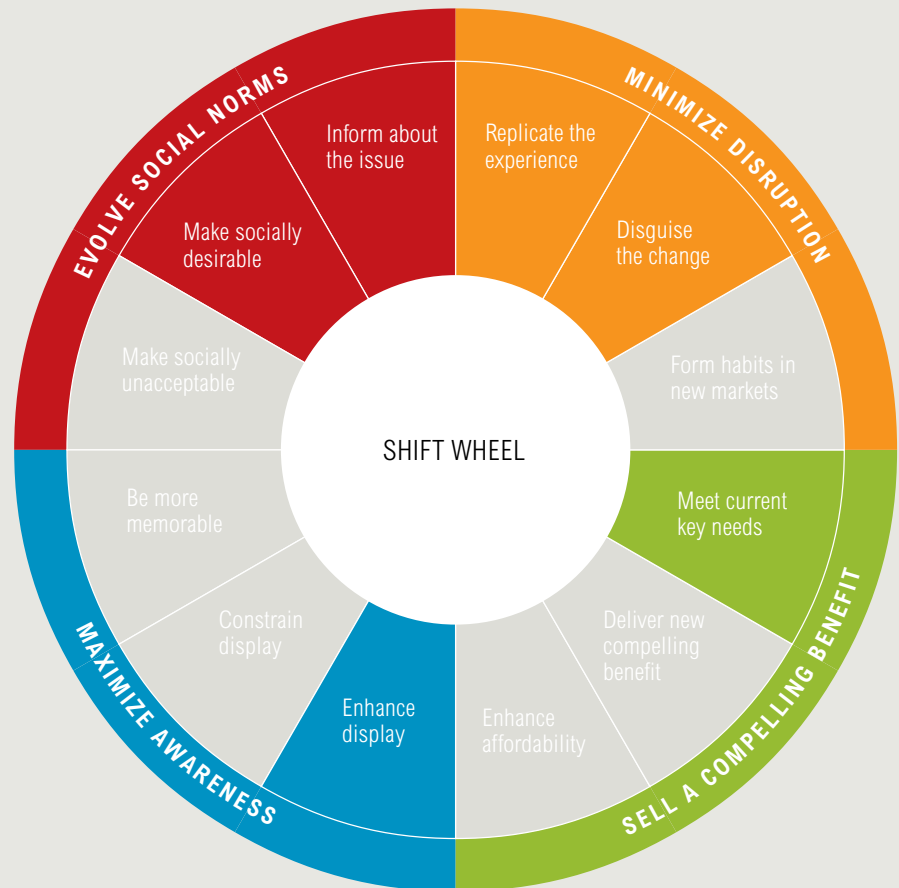 EVOLVE SOCIAL NORMS
MINIMIZE DISRUPTION
Inform about
the issue
Replicate the
experience
Make socially
desirable
Disguise
the change
Make socially
unacceptable
Form habits in
new markets
SHIFT WHEEL
Be more
memorable
Meet current
key needs
Constrain
display
Deliver new
compelling
benefit
Enhance
display
Enhance
affordability
MAXIMIZE AWARENESS
SELL A COMPELLING BENEFIT